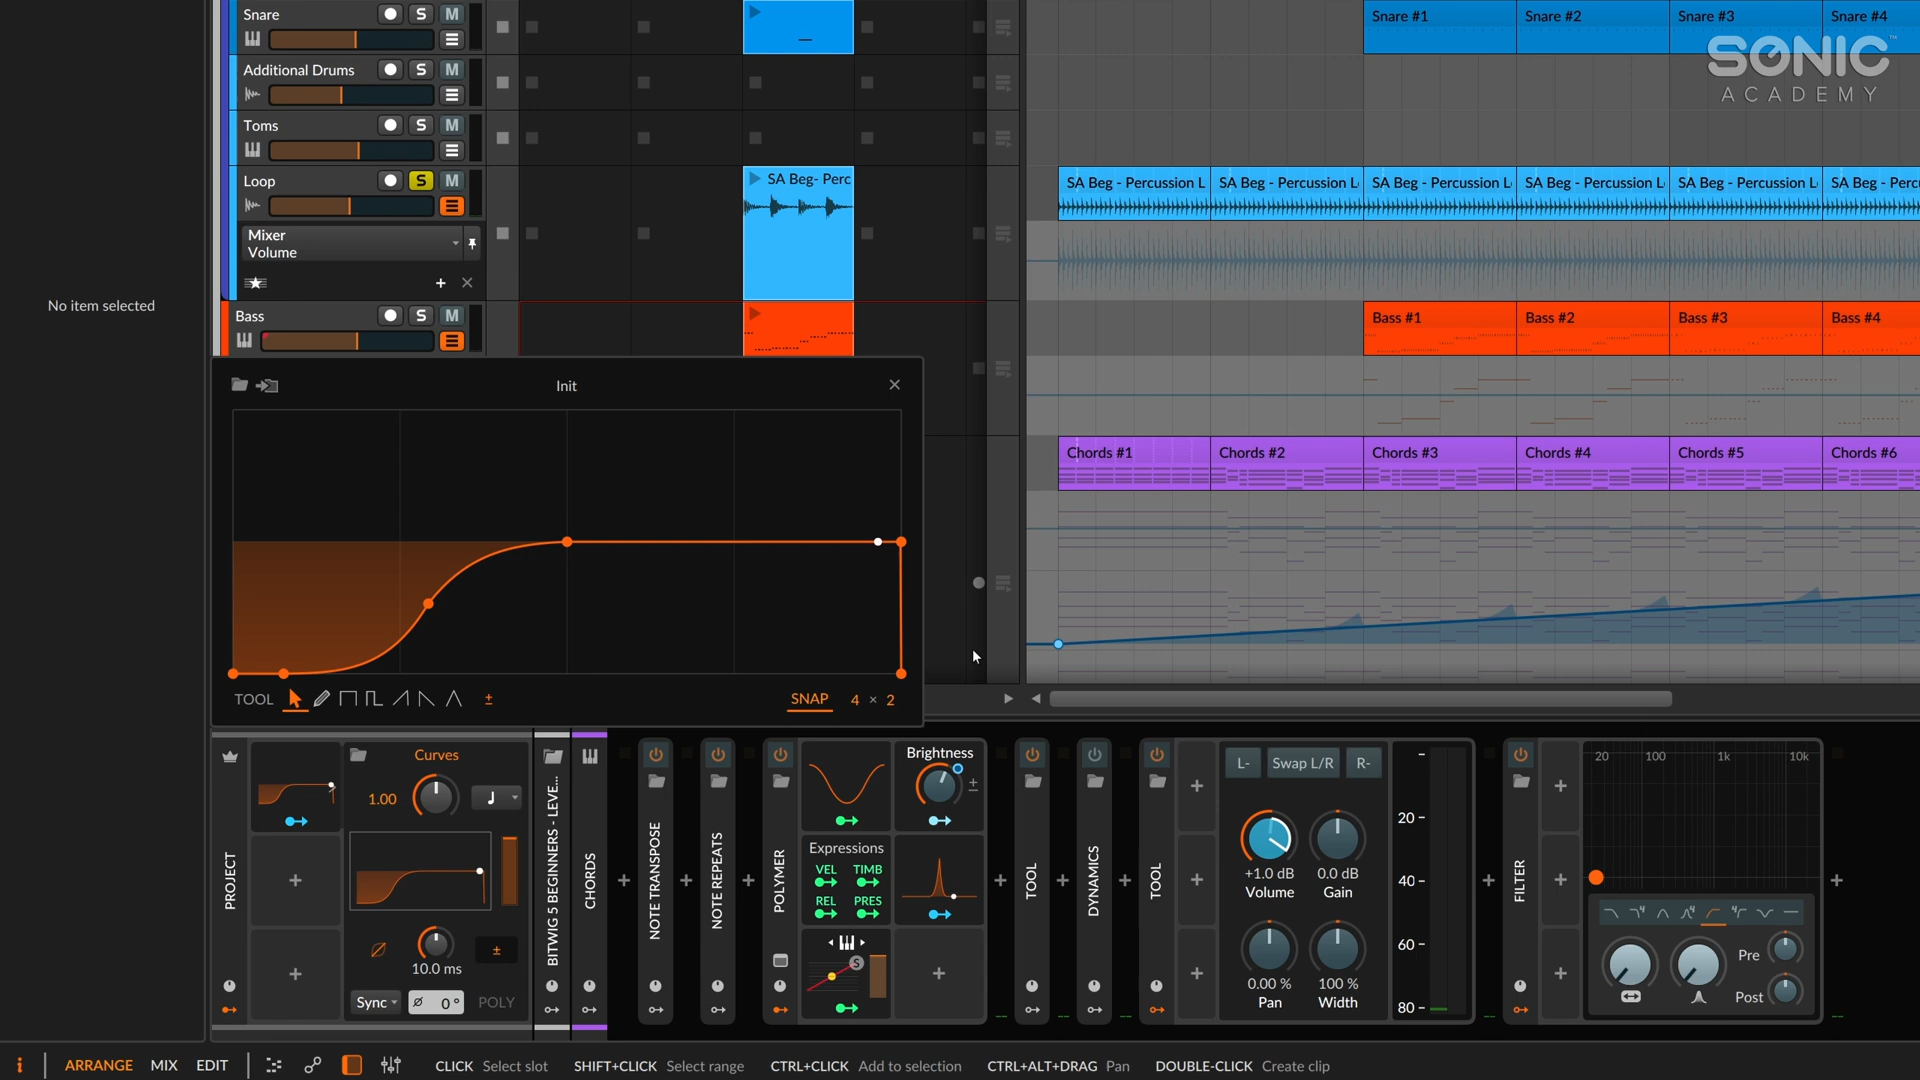 Snare
S
M
Snare #1
Snare #2
Snare #3
Snare #4
SONIC
ACADEMY
Additional Drums
S
M
Toms
S
M
Loop
S
M
SA Beg- Perc
SA Beg - Percussion L
SA Beg - Percussion L
SA Beg - Percussion L
SA Beg - Percussion L
SA Beg - Percussion L
SA Beg - Perc
Mixer
Volume
No item selected
Bass
S
M
Bass #1
Bass #2
Bass #3
Bass #4
Init
Chords #1
Chords #2
Chords #3
Chords #4
Chords #5
Chords #6
TOOL
SNAP
4 × 2
PROJECT
Curves
1.00
10.0 ms
Sync
0 °
POLY
BITWIG 5 BEGINNERS - LEVE...
CHORDS
NOTE TRANSPOSE
NOTE REPEATS
POLYMER
Brightness
Expressions
VEL
TIMB
REL
PRES
S
TOOL
DYNAMICS
TOOL
L-
Swap L/R
R-
+1.0 dB
Volume
0.0 dB
Gain
0.00 %
Pan
100 %
Width
20
40
60
80
FILTER
20
100
1k
10k
Pre
Post
i
ARRANGE
MIX
EDIT
CLICK Select slot
SHIFT+CLICK Select range
CTRL+CLICK Add to selection
CTRL+ALT+DRAG Pan
DOUBLE-CLICK Create clip